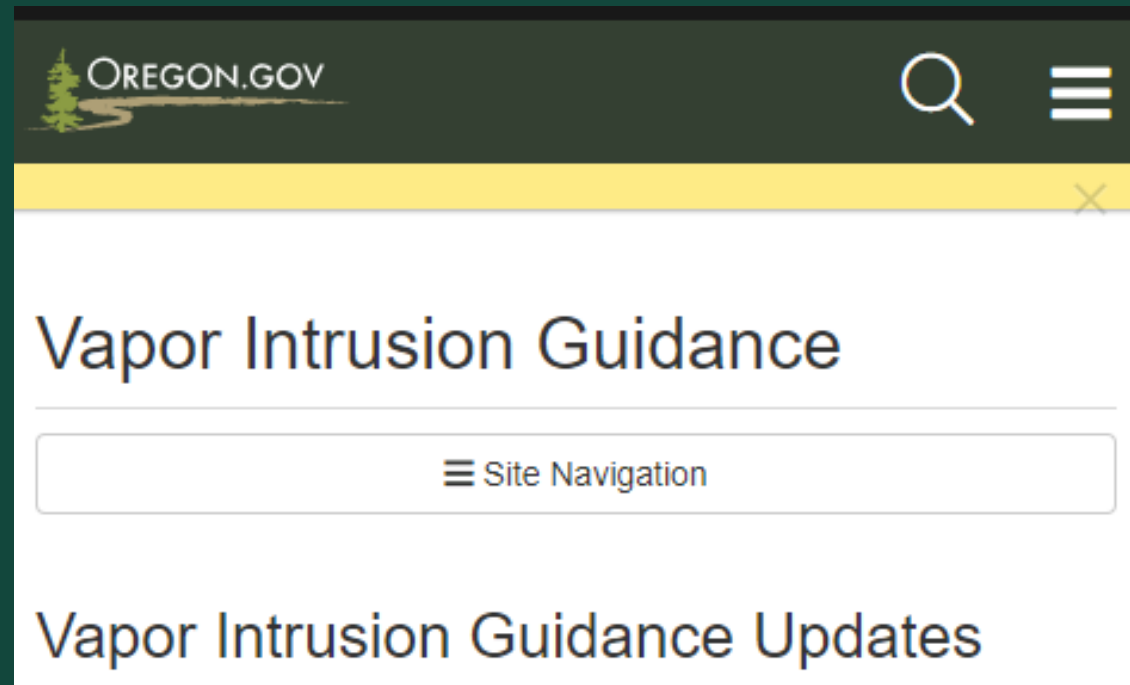 OREGON.GOV
Vapor Intrusion Guidance
Site Navigation
Vapor Intrusion Guidance Updates